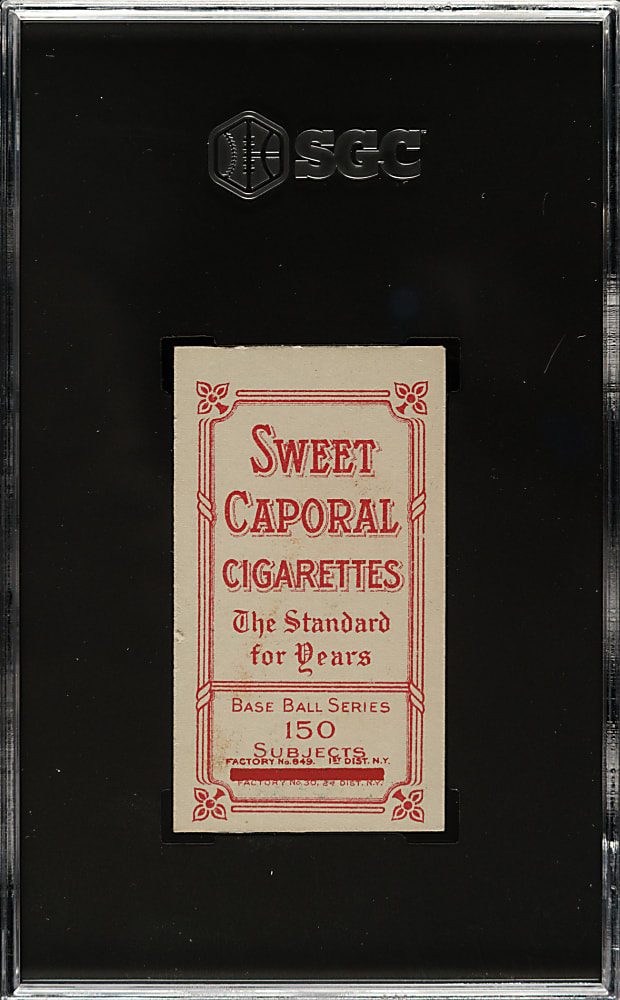 SGC
SWEET
CAPORAL
CIGARETTES
The Standard
for Years
BASE BALL SERIES
150
SUBJECTS
FACTORY No. 649. 1ST DIST. N.Y.
FACTORY No. 30, 2d DIST. N.Y.